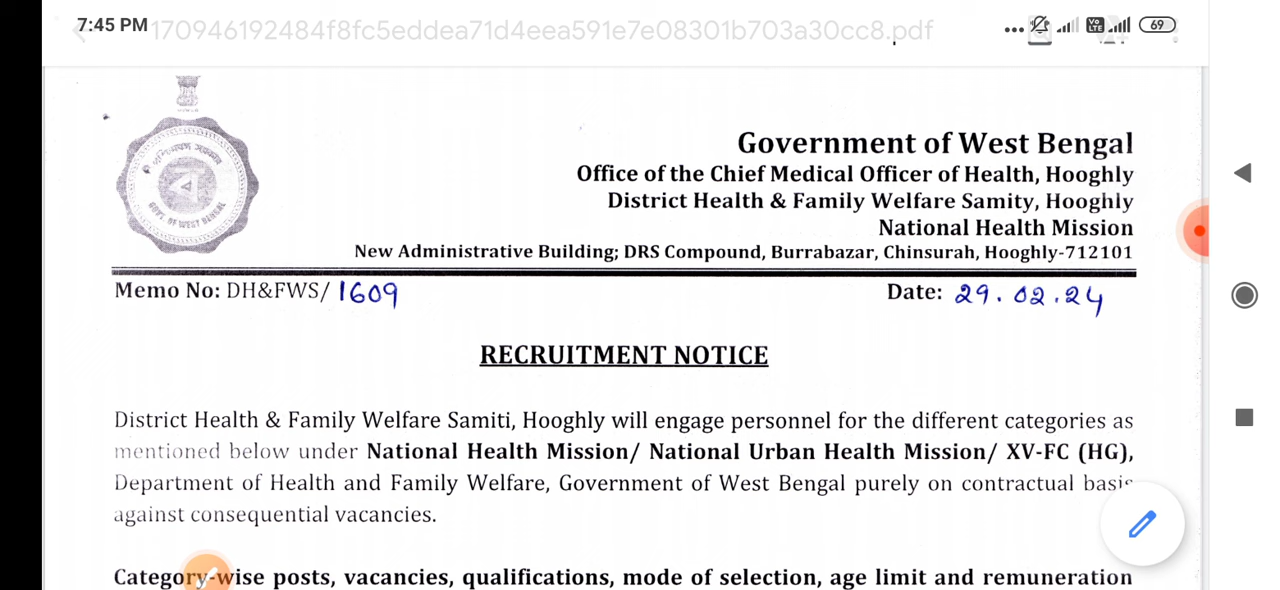 7:45 PM
170946192484f8fc5eddea71d4eea591e7e08301b703a30cc8.pdf
69
Government of West Bengal
Office of the Chief Medical Officer of Health, Hooghly
District Health & Family Welfare Samity, Hooghly
National Health Mission
New Administrative Building; DRS Compound, Burrabazar, Chinsurah, Hooghly-712101
GOVT. OF WEST BENGAL
Memo No: DH&FWS/ 1609
Date: 29.02.24
RECRUITMENT NOTICE
District Health & Family Welfare Samiti, Hooghly will engage personnel for the different categories as
mentioned below under National Health Mission/ National Urban Health Mission/ XV-FC (HG),
Department of Health and Family Welfare, Government of West Bengal purely on contractual basis
against consequential vacancies.
Category-wise posts, vacancies, qualifications, mode of selection, age limit and remuneration